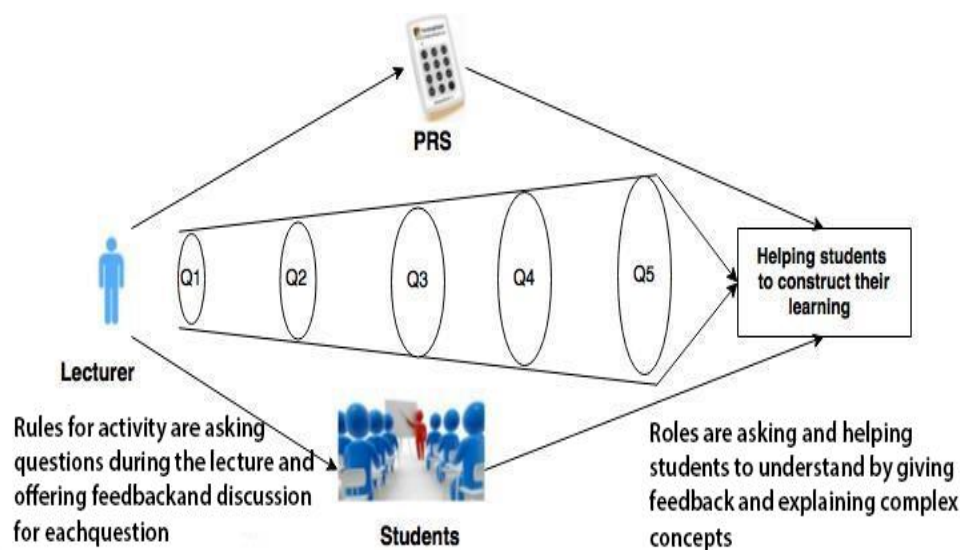 PRS
Q1
Q2
Q3
Q4
Q5
Helping students
to construct their
learning
Lecturer
Rules for activity are asking
questions during the lecture and
offering feedbackand discussion
for eachquestion
Students
Roles are asking and helping
students to understand by giving
feedback and explaining complex
concepts